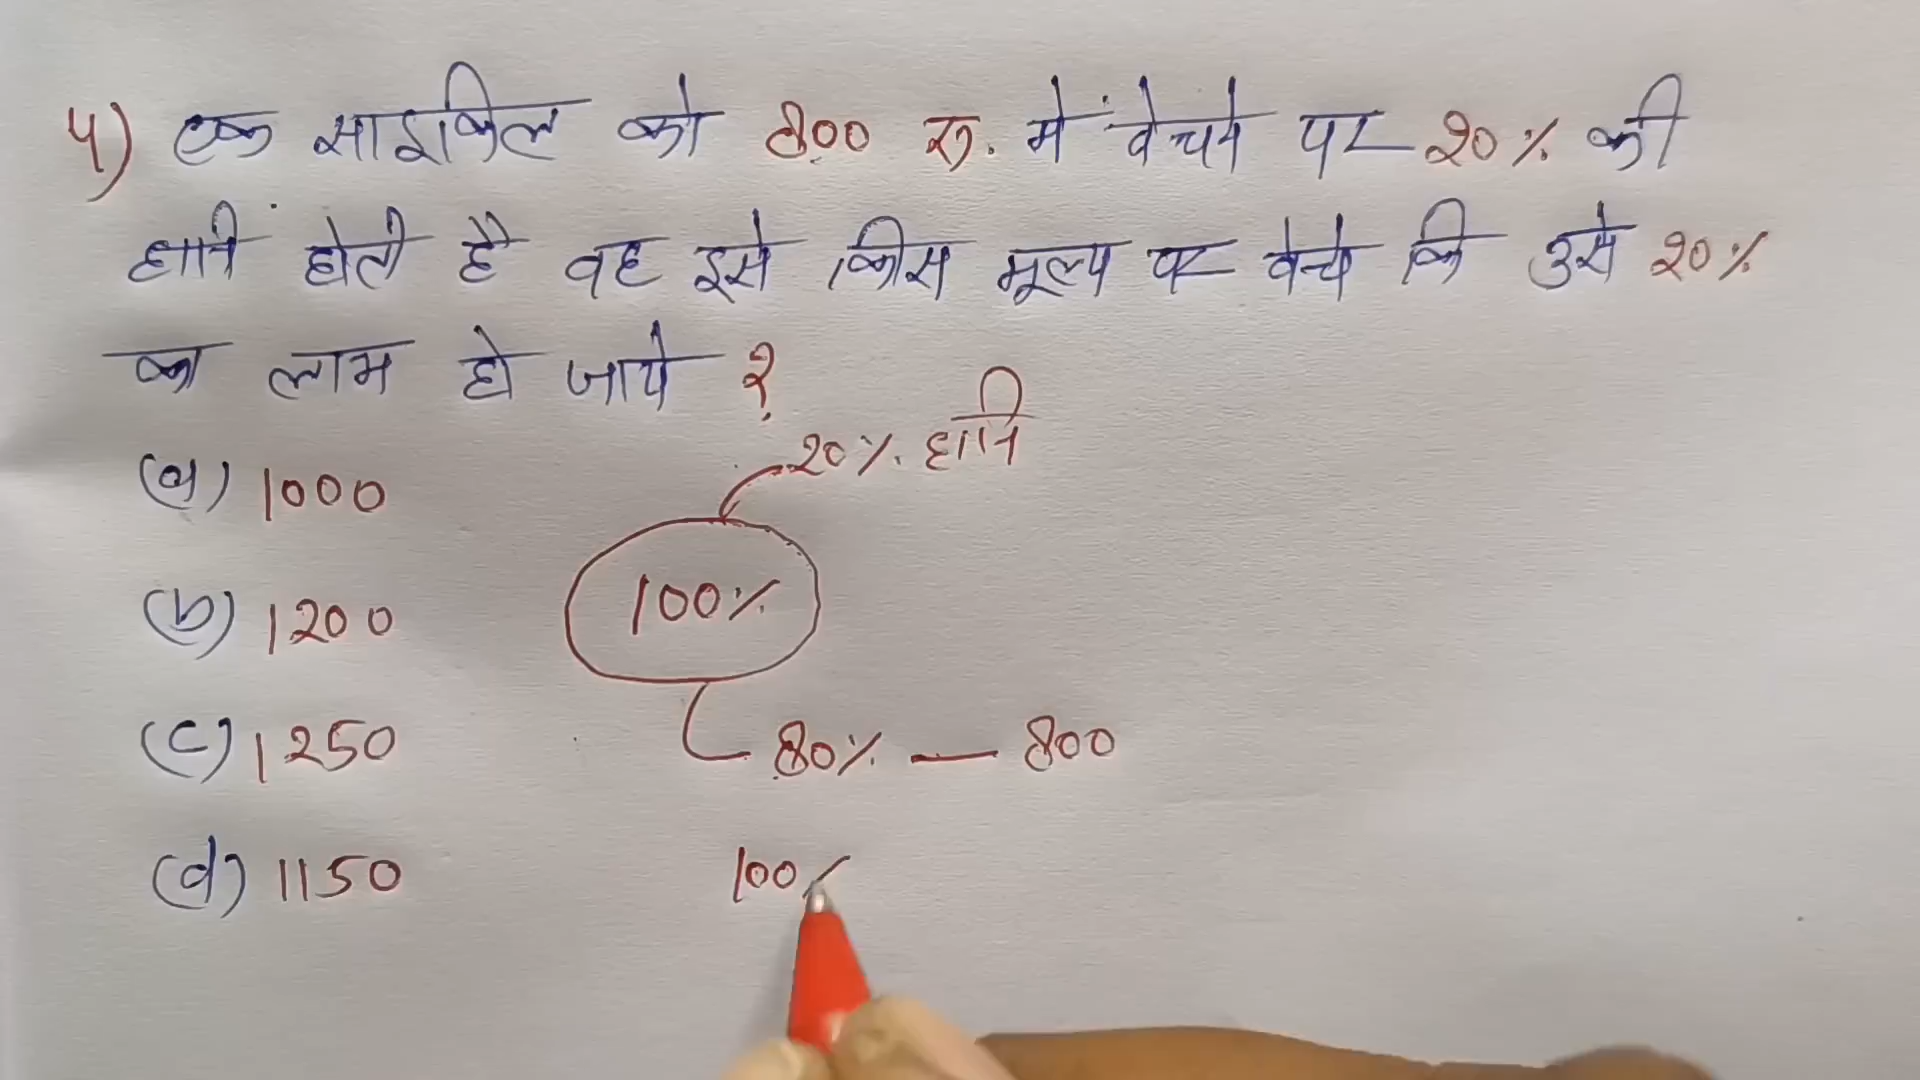 ५) एक साइकिल को 800 रु. में बेचने पर 20% की
हानि होती है वह इसे किस मूल्य पर बेचे कि उसे 20%
का लाभ हो जाये ?
20% हानि
(a) 1000
100%
(b) 1200
(c) 1250
80% — 800
(d) 1150
100%